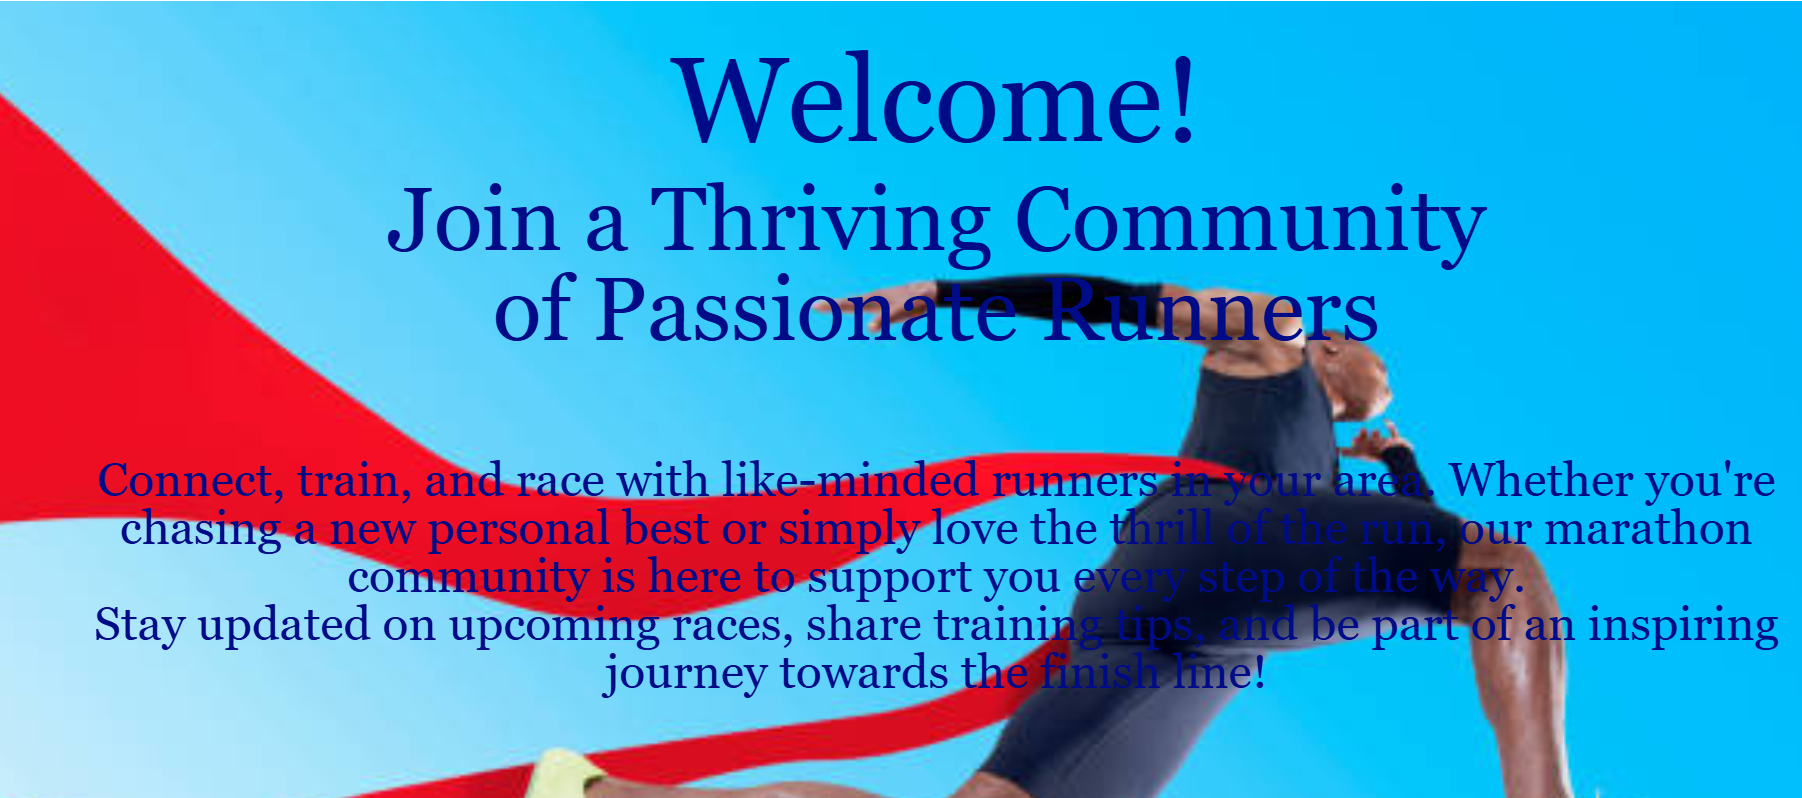 Welcome!
Join a Thriving Community
of Passionate Runners
Connect, train, and race with like-minded runners in your area. Whether you're
chasing a new personal best or simply love the thrill of the run, our marathon
community is here to support you every step of the way.
Stay updated on upcoming races, share training tips, and be part of an inspiring
journey towards the finish line!